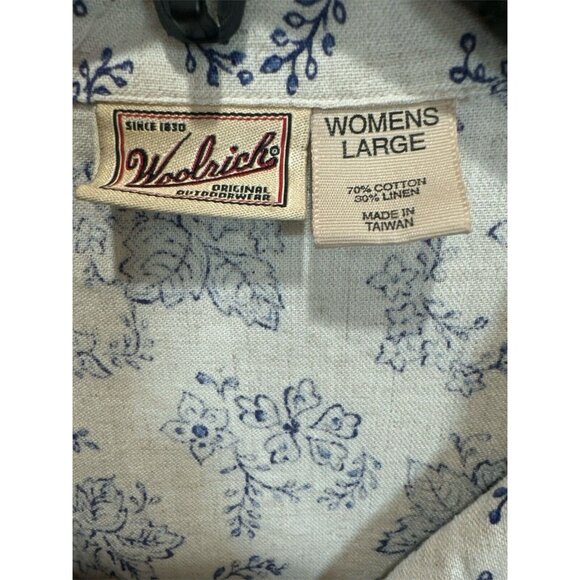 SINCE 1830
Woolrich
ORIGINAL
OUTDOORWEAR
WOMENS
LARGE
70% COTTON
30% LINEN
MADE IN
TAIWAN